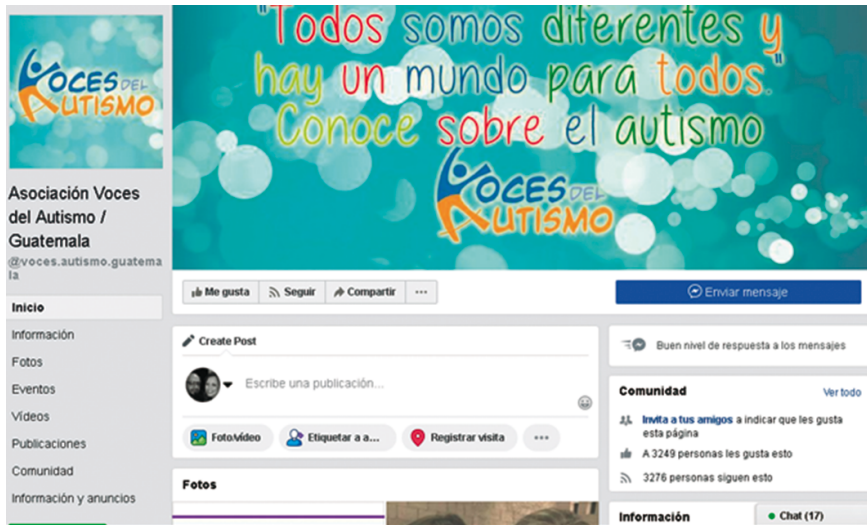 VOCES DEL
AUTISMO
Asociación Voces
del Autismo /
Guatemala
@voces.autismo.guatema
la
Inicio
Información
Fotos
Eventos
Vídeos
Publicaciones
Comunidad
Información y anuncios
"Todos somos diferentes y
hay un mundo para todos."
Conoce sobre el autismo
VOCES DEL
AUTISMO
Me gusta Seguir Compartir ...
Enviar mensaje
Create Post
Escribe una publicación...
Foto/vídeo Etiquetar a a... Registrar visita ...
Fotos
Buen nivel de respuesta a los mensajes
Comunidad Ver todo
Invita a tus amigos a indicar que les gusta
esta página
A 3249 personas les gusta esto
3276 personas siguen esto
Información Chat (17)